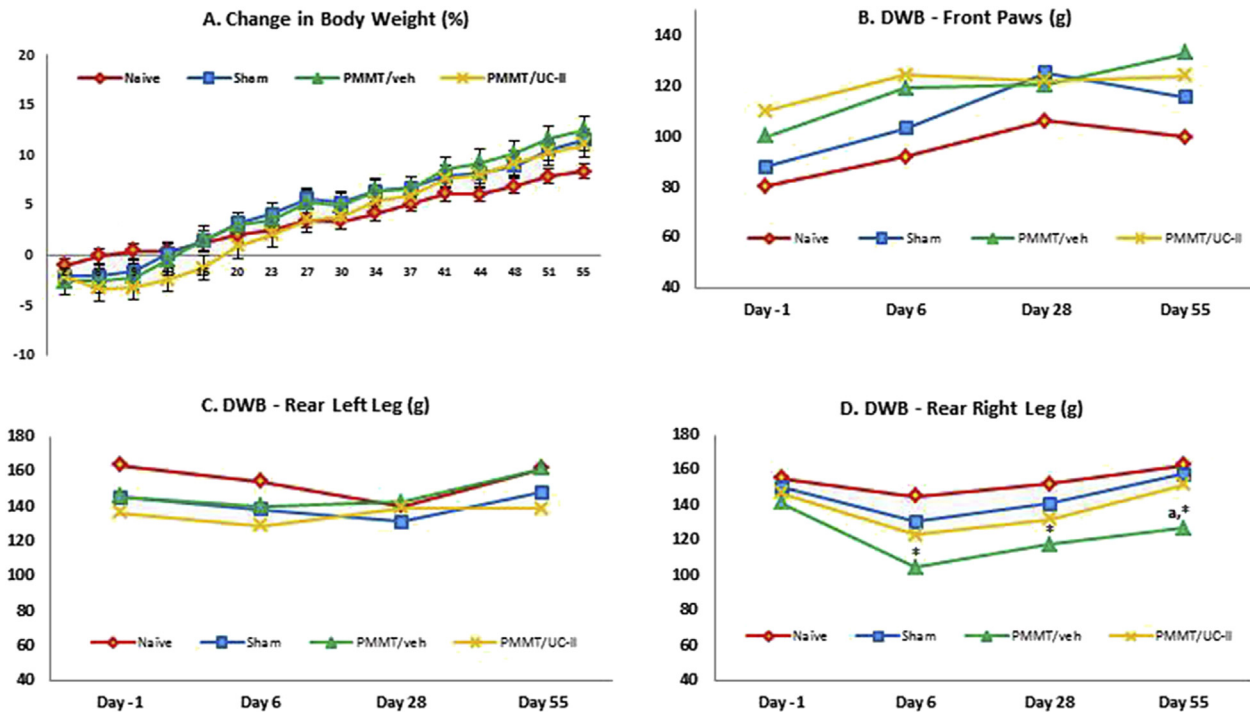 A. Change in Body Weight (%)
20
15
10
5
0
-5
-10
Naive Sham PMMT/veh PMMT/UC-II
16 20 23 27 30 34 37 41 44 48 51 55
B. DWB - Front Paws (g)
140
120
100
80
60
40
Naive Sham PMMT/veh PMMT/UC-II
Day -1 Day 6 Day 28 Day 55
C. DWB - Rear Left Leg (g)
180
160
140
120
100
80
60
40
Naive Sham PMMT/veh PMMT/UC-II
Day -1 Day 6 Day 28 Day 55
D. DWB - Rear Right Leg (g)
180
160
140
120
100
80
60
40
*
*
a,*
Naive Sham PMMT/veh PMMT/UC-II
Day -1 Day 6 Day 28 Day 55